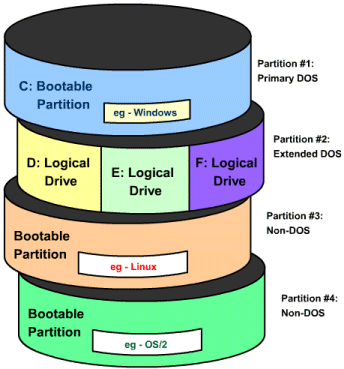 C: Bootable
Partition
eg - Windows
Partition #1:
Primary DOS
D: Logical
Drive
E: Logical
Drive
F: Logical
Drive
Partition #2:
Extended DOS
Bootable
Partition
eg - Linux
Partition #3:
Non-DOS
Bootable
Partition
eg - OS/2
Partition #4:
Non-DOS